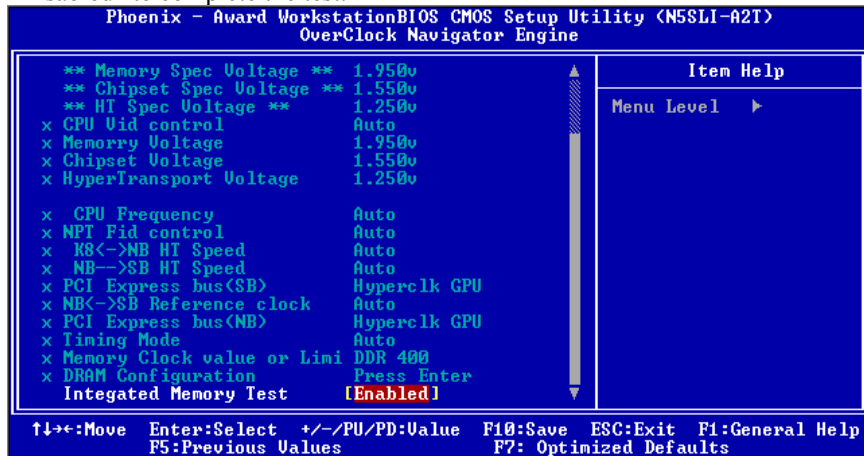 Phoenix - Award WorkstationBIOS CMOS Setup Utility (N5SLI-A2T)
OverClock Navigator Engine
** Memory Spec Voltage ** 1.950v
** Chipset Spec Voltage ** 1.550v
** HT Spec Voltage ** 1.250v
x CPU Vid control Auto
x Memorry Voltage 1.950v
x Chipset Voltage 1.550v
x HyperTransport Voltage 1.250v
x CPU Frequency Auto
x NPT Fid control Auto
x K8<->NB HT Speed Auto
x NB-->SB HT Speed Auto
x PCI Express bus(SB) Hyperclk GPU
x NB<->SB Reference clock Auto
x PCI Express bus(NB) Hyperclk GPU
x Timing Mode Auto
x Memory Clock value or Limi DDR 400
x DRAM Configuration Press Enter
Integated Memory Test [Enabled]
Item Help
Menu Level ▶
↑↓→←:Move Enter:Select +/-/PU/PD:Value F10:Save ESC:Exit F1:General Help
F5:Previous Values F7: Optimized Defaults